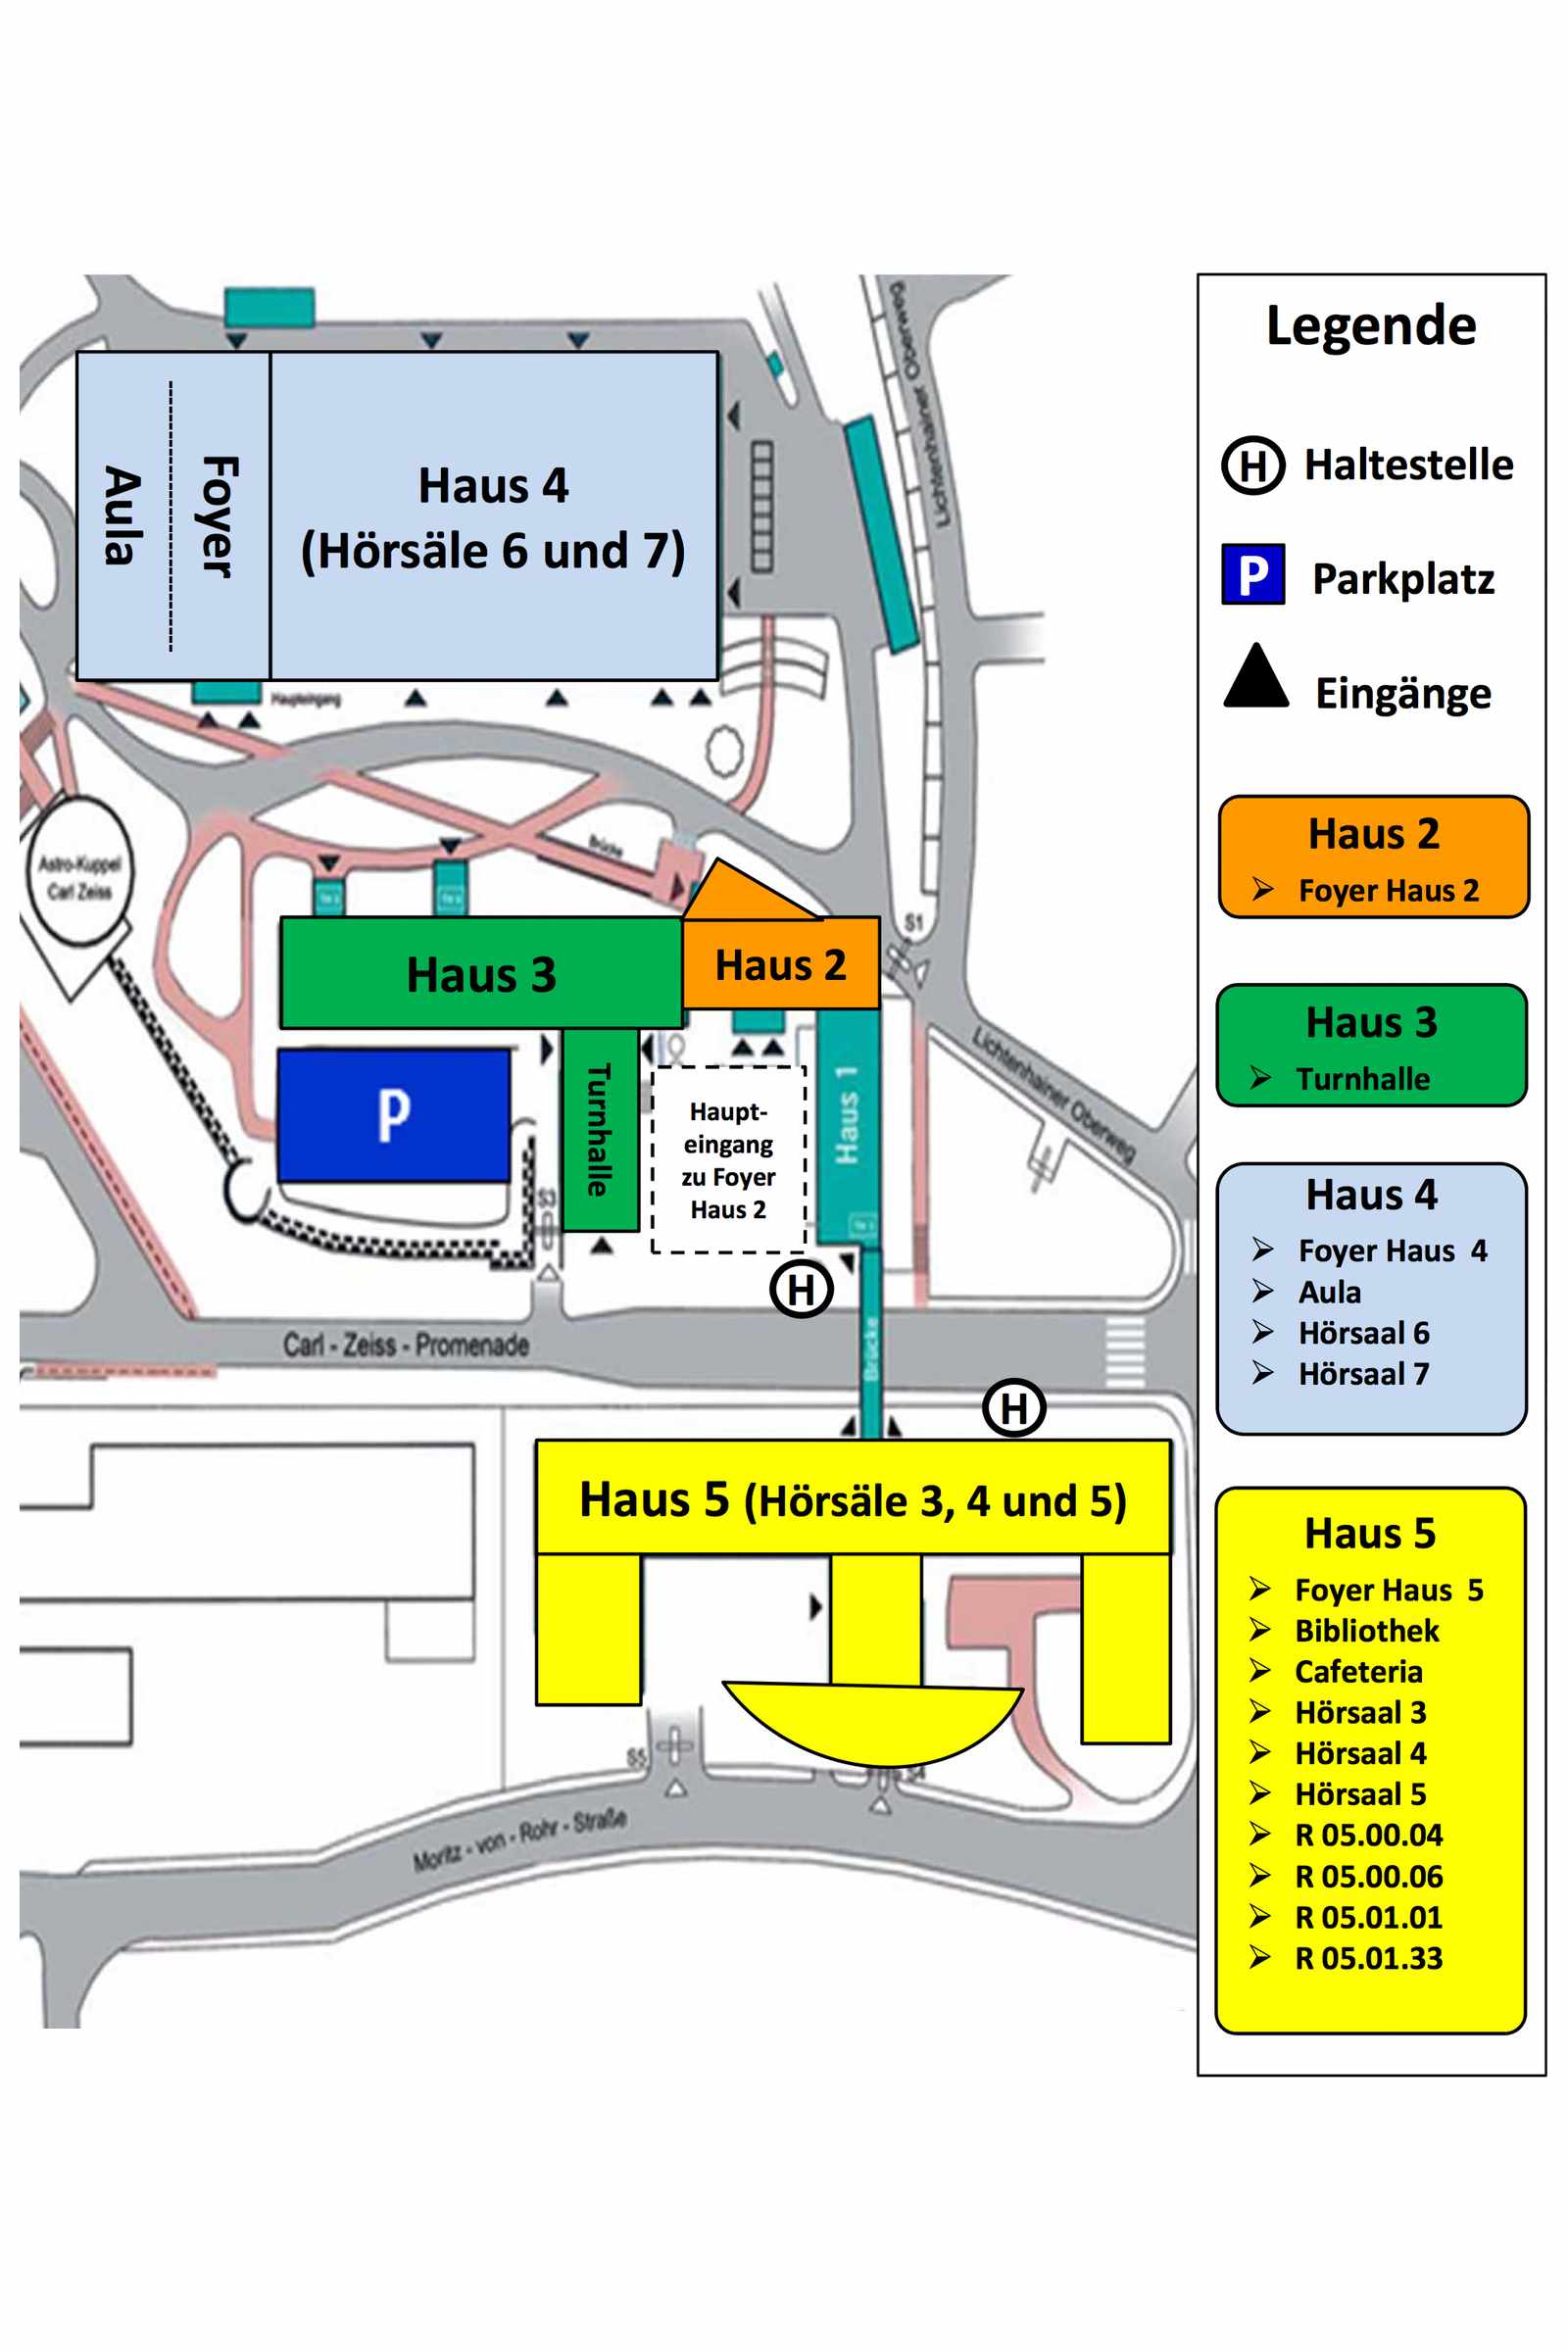 Legende
H Haltestelle
P Parkplatz
Eingänge
Haus 2
Foyer Haus 2
Haus 3
Turnhalle
Haus 4
Foyer Haus 4
Aula
Hörsaal 6
Hörsaal 7
Haus 5
Foyer Haus 5
Bibliothek
Cafeteria
Hörsaal 3
Hörsaal 4
Hörsaal 5
R 05.00.04
R 05.00.06
R 05.01.01
R 05.01.33
Lichtenhainer Oberweg
Aula
Foyer
Haus 4
(Hörsäle 6 und 7)
Haupteingang
Brücke
Astro-Kuppel
Carl Zeiss
S1
Haus 3
Haus 2
Lichtenhainer Oberweg
P
Turnhalle
Haupt-
eingang
zu Foyer
Haus 2
Haus 1
S3
H
Carl - Zeiss - Promenade
Brücke
H
Haus 5 (Hörsäle 3, 4 und 5)
S5
S4
Moritz - von - Rohr - Straße